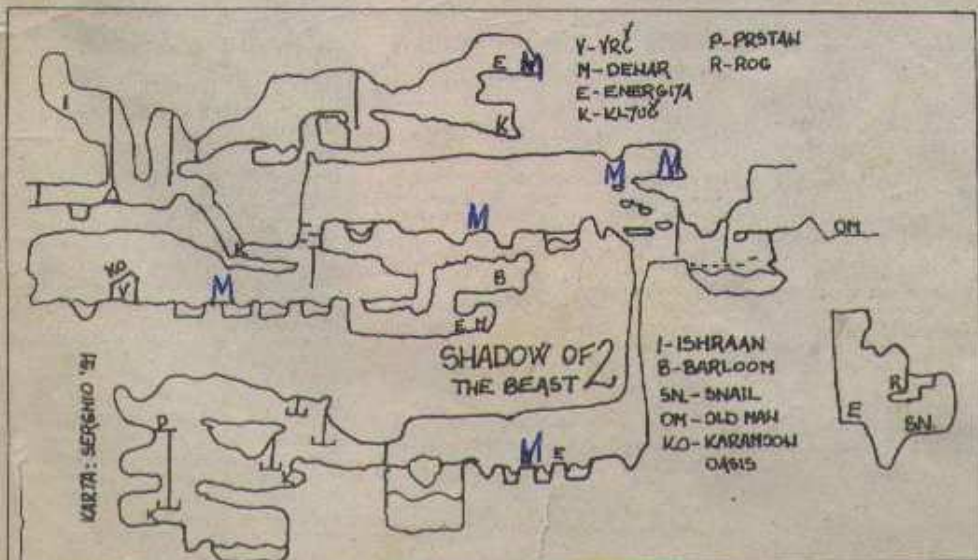 V-VRČ
M-DENAR
E-ENERGIJA
K-KLJUČ
P-PRSTAN
R-ROG
I
E
M
K
M
M
M
OM
K
B
KO
V
M
E M
SHADOW OF
THE BEAST 2
I-ISHRAAN
B-BARLOOM
SN-SNAIL
OM-OLD MAN
KO-KARAMOON
OASIS
R
E
SN.
P
K
K
M
E
KARTA: SERGHIO '91